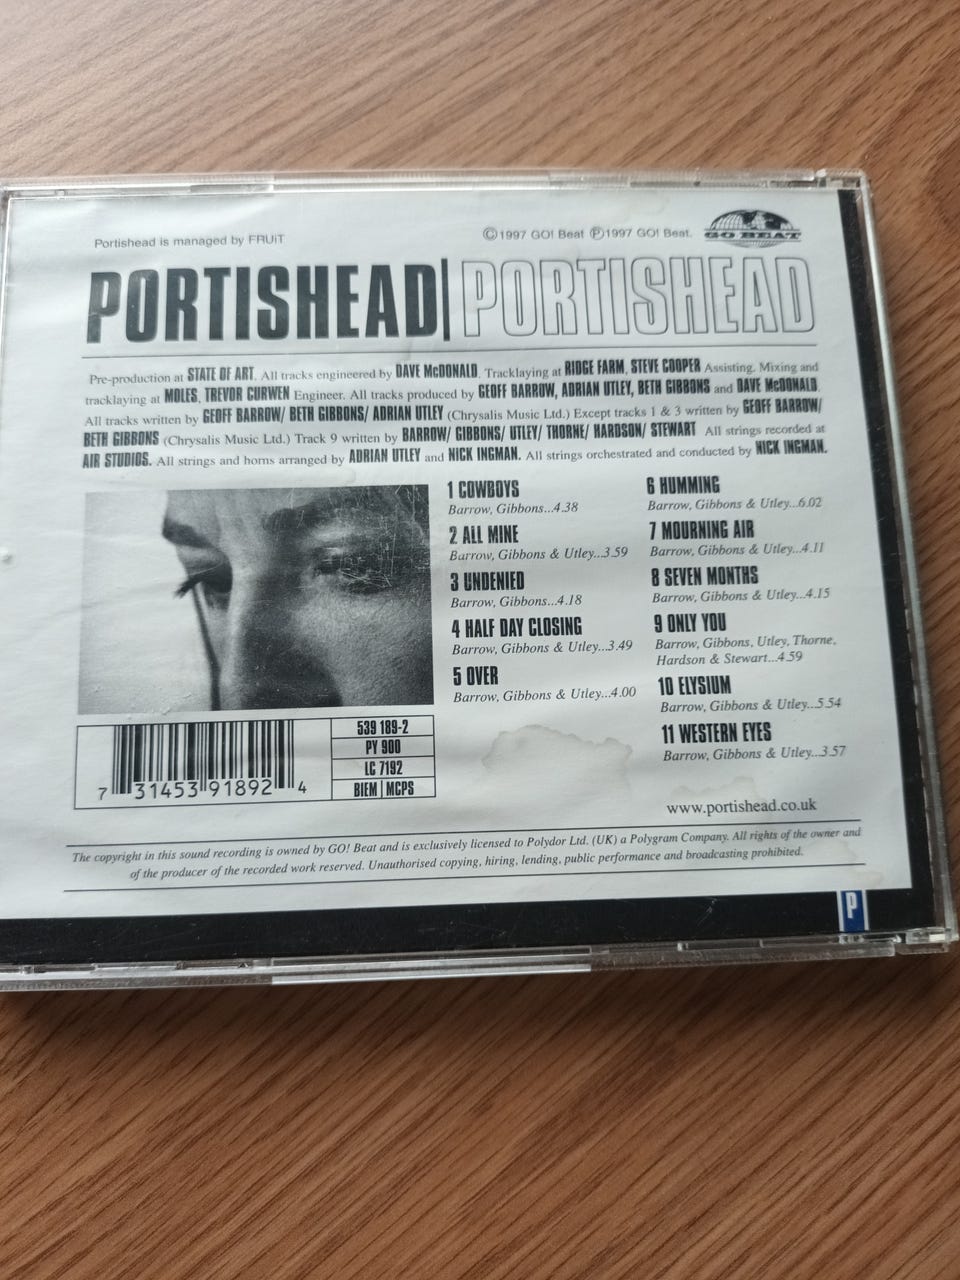 Portishead is managed by FRUiT
©1997 GO! Beat ℗1997 GO! Beat.
GO BEAT
PORTISHEAD|PORTISHEAD
Pre-production at STATE OF ART. All tracks engineered by DAVE McDONALD. Tracklaying at RIDGE FARM, STEVE COOPER Assisting. Mixing and
tracklaying at MOLES, TREVOR CURWEN Engineer. All tracks produced by GEOFF BARROW, ADRIAN UTLEY, BETH GIBBONS and DAVE McDONALD.
All tracks written by GEOFF BARROW/ BETH GIBBONS/ ADRIAN UTLEY (Chrysalis Music Ltd.) Except tracks 1 & 3 written by GEOFF BARROW/
BETH GIBBONS (Chrysalis Music Ltd.) Track 9 written by BARROW/ GIBBONS/ UTLEY/ THORNE/ HARDSON/ STEWART All strings recorded at
AIR STUDIOS. All strings and horns arranged by ADRIAN UTLEY and NICK INGMAN. All strings orchestrated and conducted by NICK INGMAN.
1 COWBOYS
Barrow, Gibbons...4.38
2 ALL MINE
Barrow, Gibbons & Utley...3.59
3 UNDENIED
Barrow, Gibbons...4.18
4 HALF DAY CLOSING
Barrow, Gibbons & Utley...3.49
5 OVER
Barrow, Gibbons & Utley...4.00
6 HUMMING
Barrow, Gibbons & Utley...6.02
7 MOURNING AIR
Barrow, Gibbons & Utley...4.11
8 SEVEN MONTHS
Barrow, Gibbons & Utley...4.15
9 ONLY YOU
Barrow, Gibbons, Utley, Thorne,
Hardson & Stewart...4.59
10 ELYSIUM
Barrow, Gibbons & Utley...5.54
11 WESTERN EYES
Barrow, Gibbons & Utley...3.57
7 31453 91892 4
539 189-2
PY 900
LC 7192
BIEM | MCPS
www.portishead.co.uk
The copyright in this sound recording is owned by GO! Beat and is exclusively licensed to Polydor Ltd. (UK) a Polygram Company. All rights of the owner and
of the producer of the recorded work reserved. Unauthorised copying, hiring, lending, public performance and broadcasting prohibited.
P